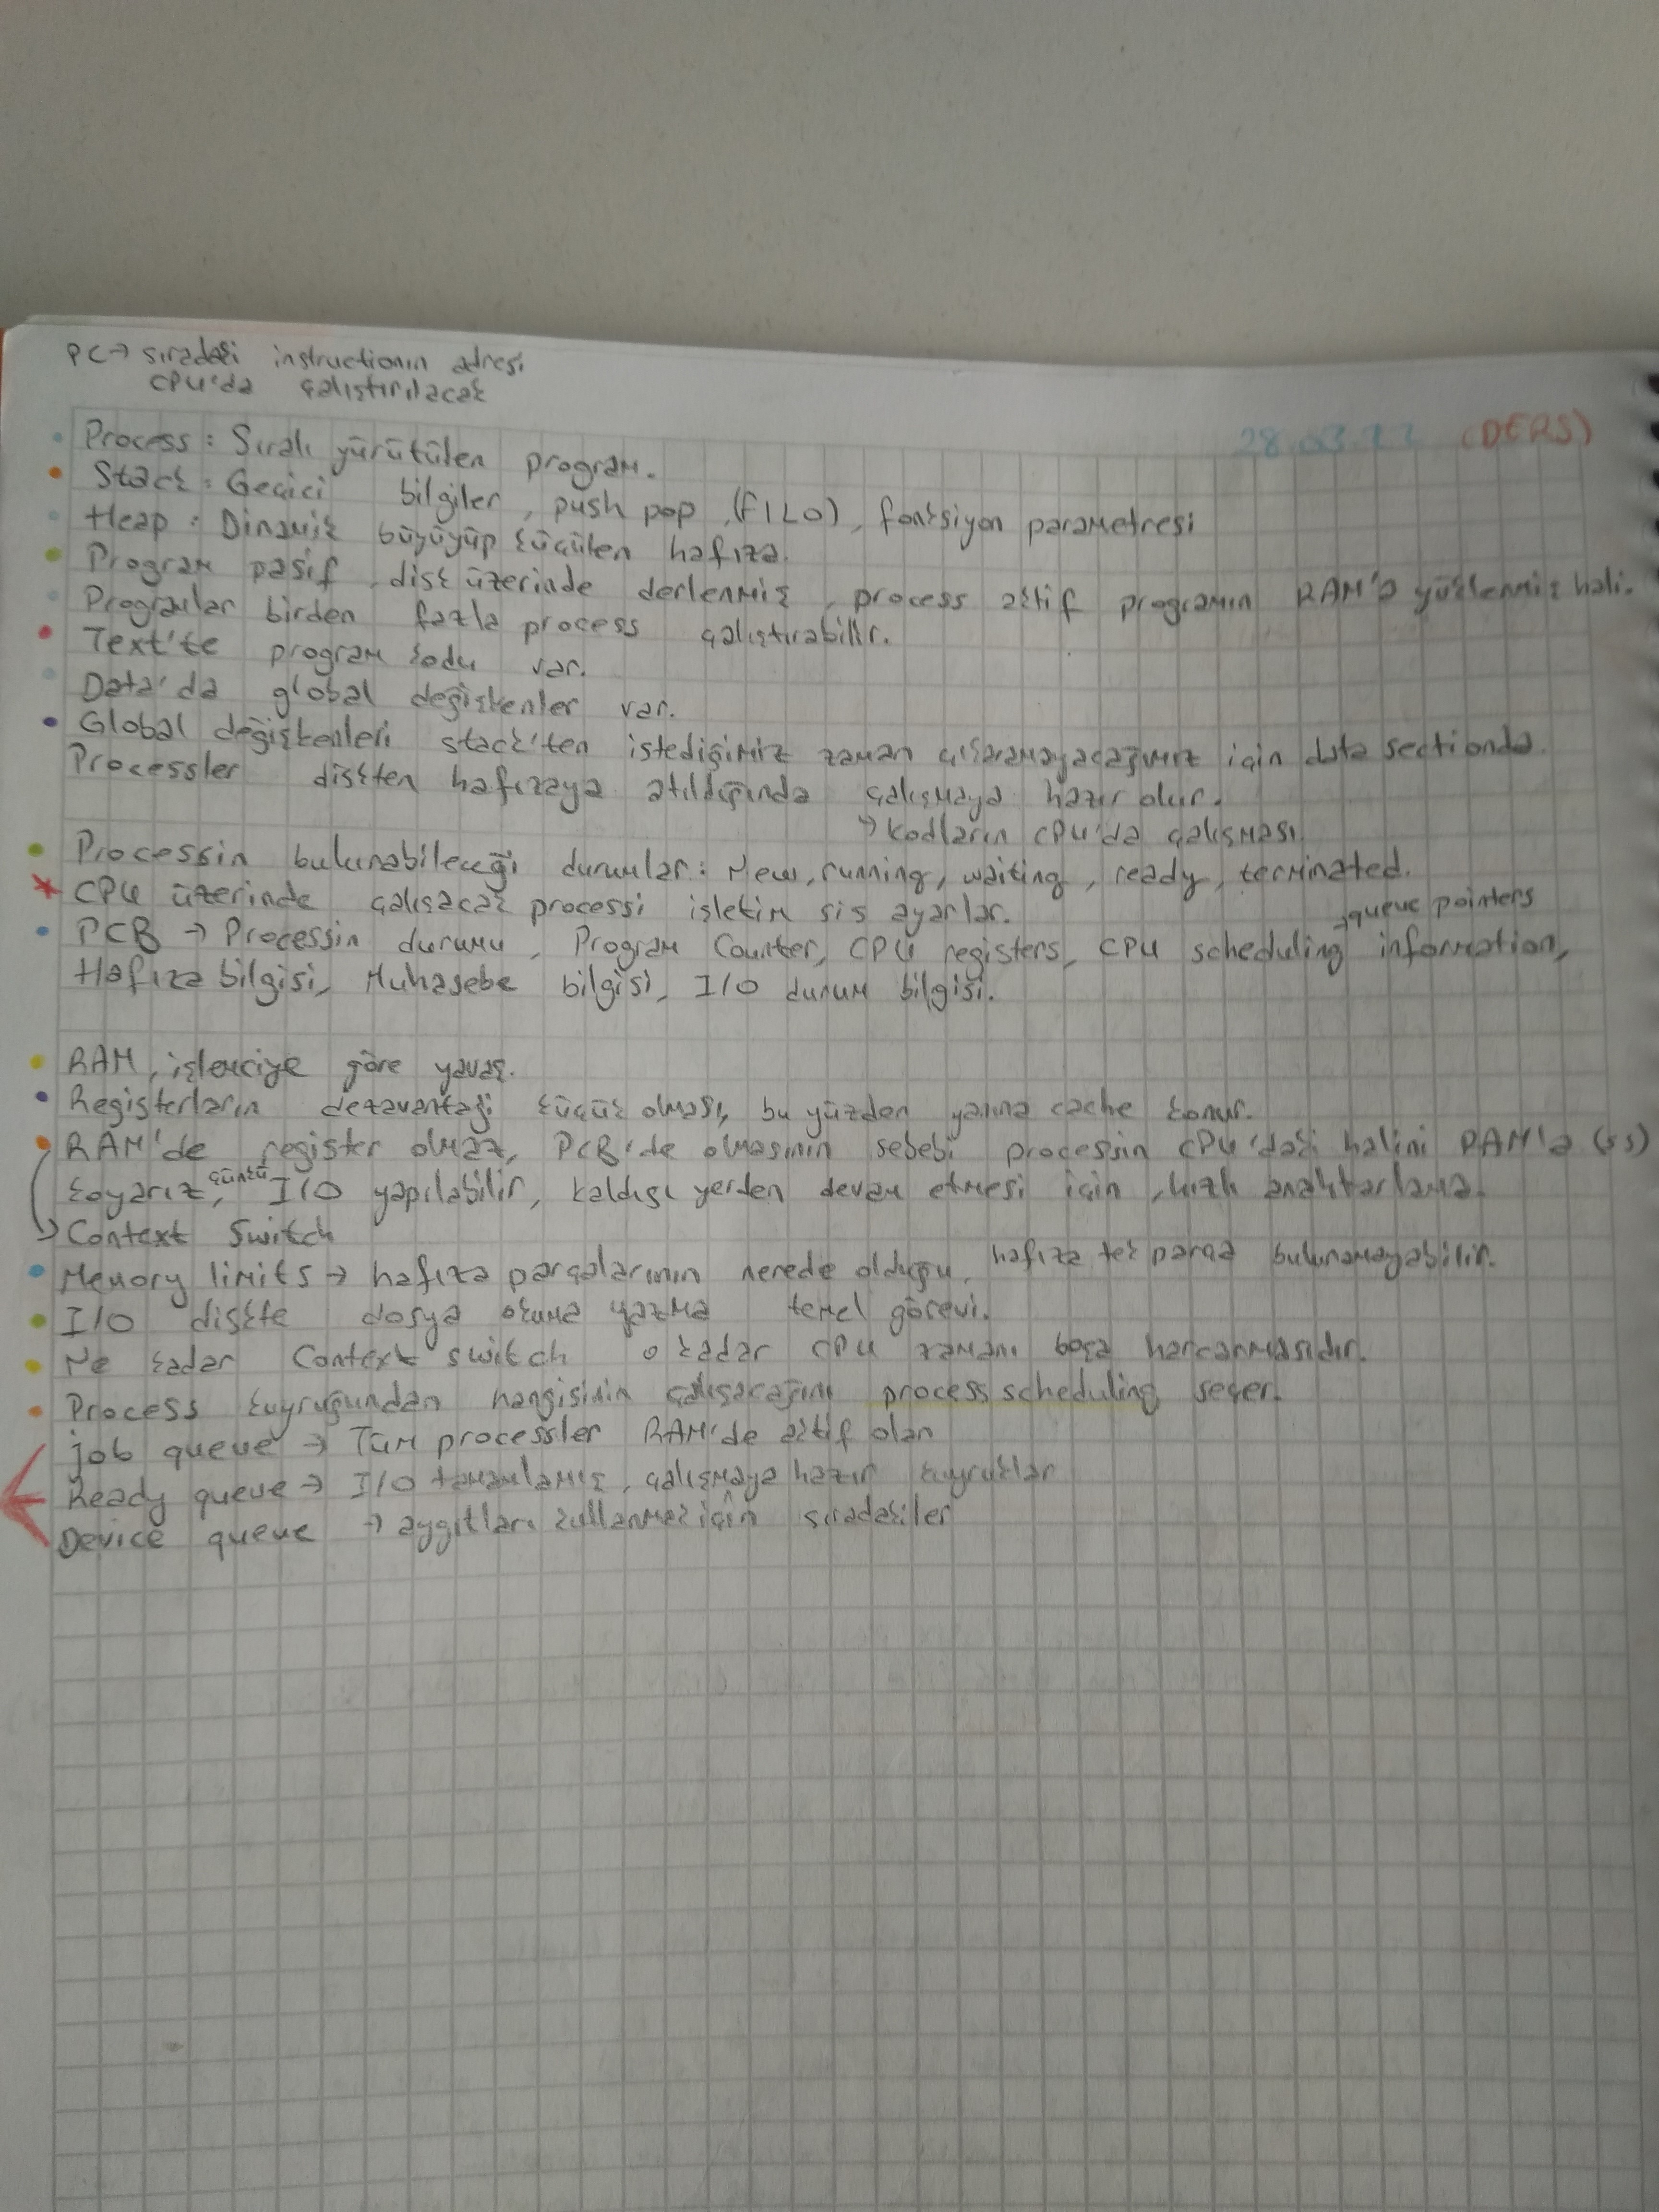 PC → sıradaki instructionın adresi
CPU'da çalıştırılacak
28.03. (DERS)
Process: Sıralı yürütülen program.
Stack: Geçici bilgiler, push pop, (FILO), fonksiyon parametresi
Heap: Dinamik büyüyüp küçülen hafıza.
Program pasif, disk üzerinde derlenmiş, process aktif programın RAM'a yüklenmiş hali.
Programlar birden fazla process çalıştırabilir.
Text'te program kodu var.
Data'da global değişkenler var.
Global değişkenleri stack'ten istediğimiz zaman çıkaramayacağımız için data sectionda.
Processler diskten hafızaya atıldığında çalışmaya hazır olur.
→ kodların CPU'da çalışması.
Processin bulunabileceği durumlar: New, running, waiting, ready, terminated.
* CPU üzerinde çalışacak processi işletim sis ayarlar.
→ queue pointers
PCB → Processin durumu, Program Counter, CPU registers, CPU scheduling information,
Hafıza bilgisi, Muhasebe bilgisi, I/O durum bilgisi.
RAM, işlemciye göre yavaş.
Registerların dezavantajı küçük olması, bu yüzden yanına cache konur.
RAM'de register olmaz, PCB'de olmasının sebebi processin CPU'daki halini RAM'a (ss)
koyarız, çünkü I/O yapılabilir, kaldığı yerden devam etmesi için, hızlı anahtarlama.
→ Context Switch
Memory limits → hafıza parçalarının nerede olduğu, hafıza tek parça bulunamayabilir.
I/O diskte dosya okuma yazma temel görevi.
Ne kadar Context switch o kadar CPU zamanı boşa harcanmasıdır.
Process kuyruğundan hangisinin çalışacağını process scheduling seçer.
job queue → Tüm processler RAM'de aktif olan
Ready queue → I/O tamamlamış, çalışmaya hazır kuyruklar
Device queue → aygıtları kullanmak için sıradakiler